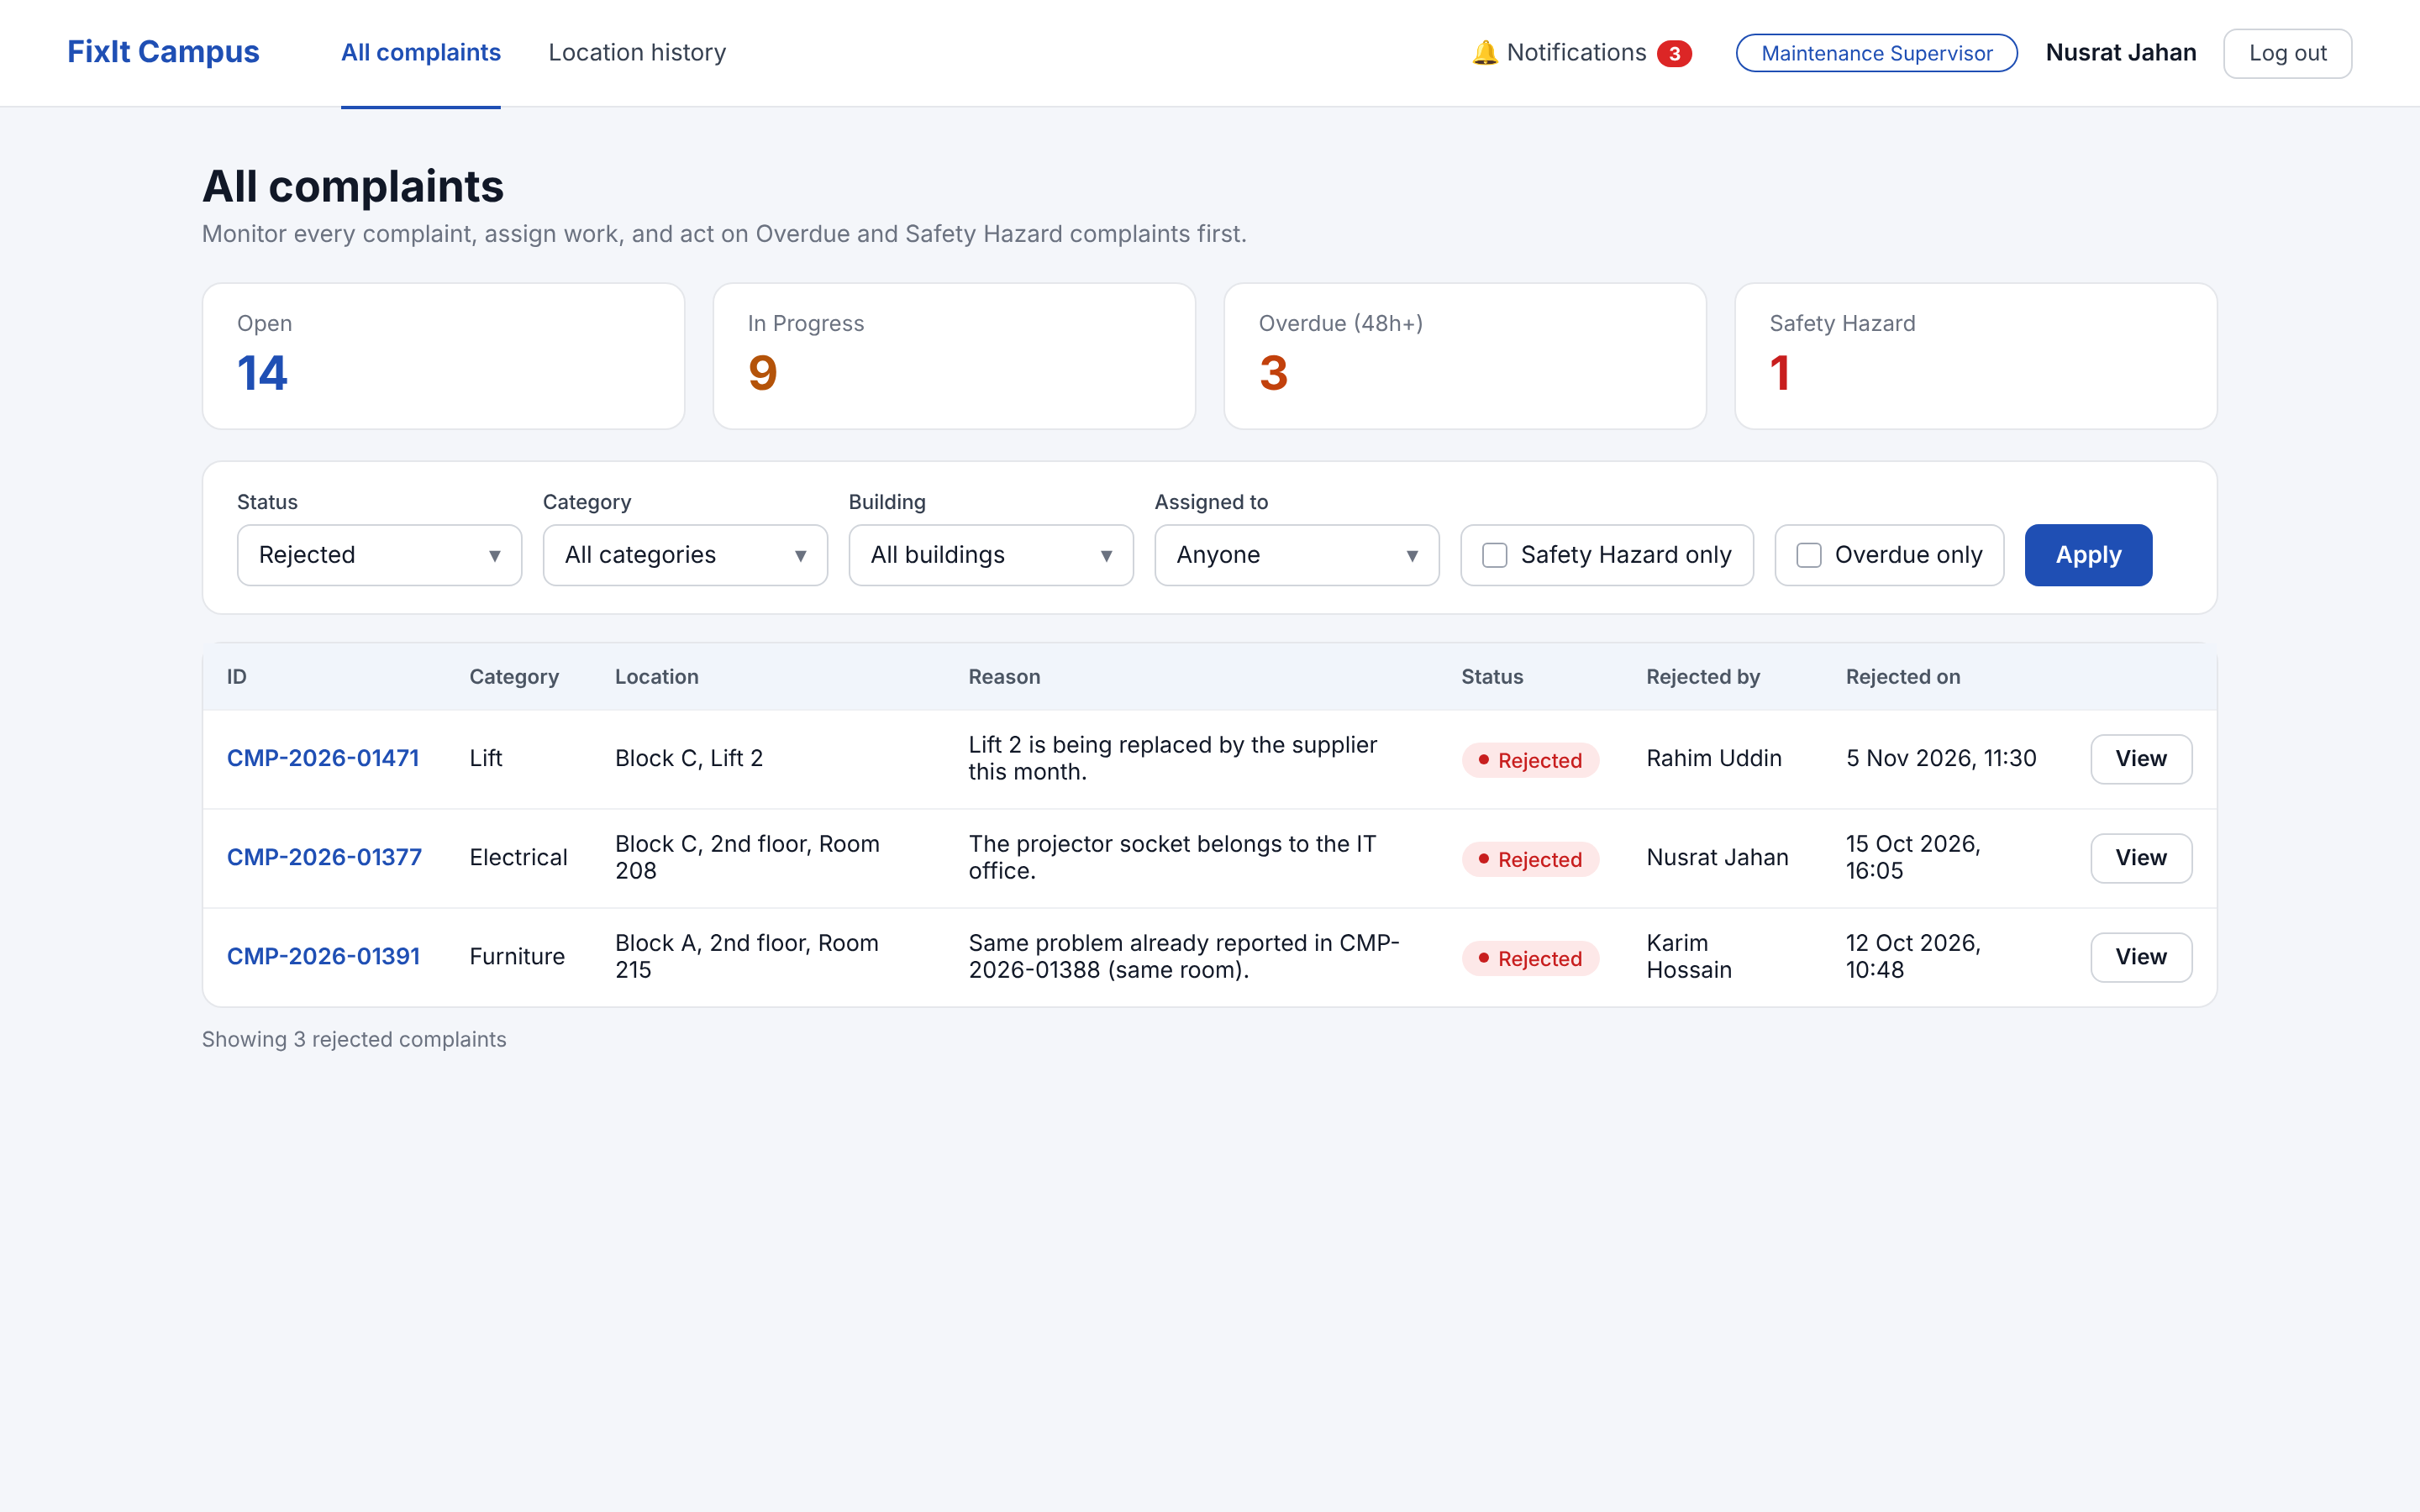 FixIt Campus
All complaints
Location history
🔔 Notifications 3
Maintenance Supervisor
Nusrat Jahan
Log out
All complaints
Monitor every complaint, assign work, and act on Overdue and Safety Hazard complaints first.
Open
14
In Progress
9
Overdue (48h+)
3
Safety Hazard
1
Status
Category
Building
Assigned to
Rejected ▼
All categories ▼
All buildings ▼
Anyone ▼
Safety Hazard only
Overdue only
Apply
ID
Category
Location
Reason
Status
Rejected by
Rejected on
CMP-2026-01471
Lift
Block C, Lift 2
Lift 2 is being replaced by the supplier
this month.
Rejected
Rahim Uddin
5 Nov 2026, 11:30
View
CMP-2026-01377
Electrical
Block C, 2nd floor, Room
208
The projector socket belongs to the IT
office.
Rejected
Nusrat Jahan
15 Oct 2026,
16:05
View
CMP-2026-01391
Furniture
Block A, 2nd floor, Room
215
Same problem already reported in CMP-
2026-01388 (same room).
Rejected
Karim
Hossain
12 Oct 2026,
10:48
View
Showing 3 rejected complaints